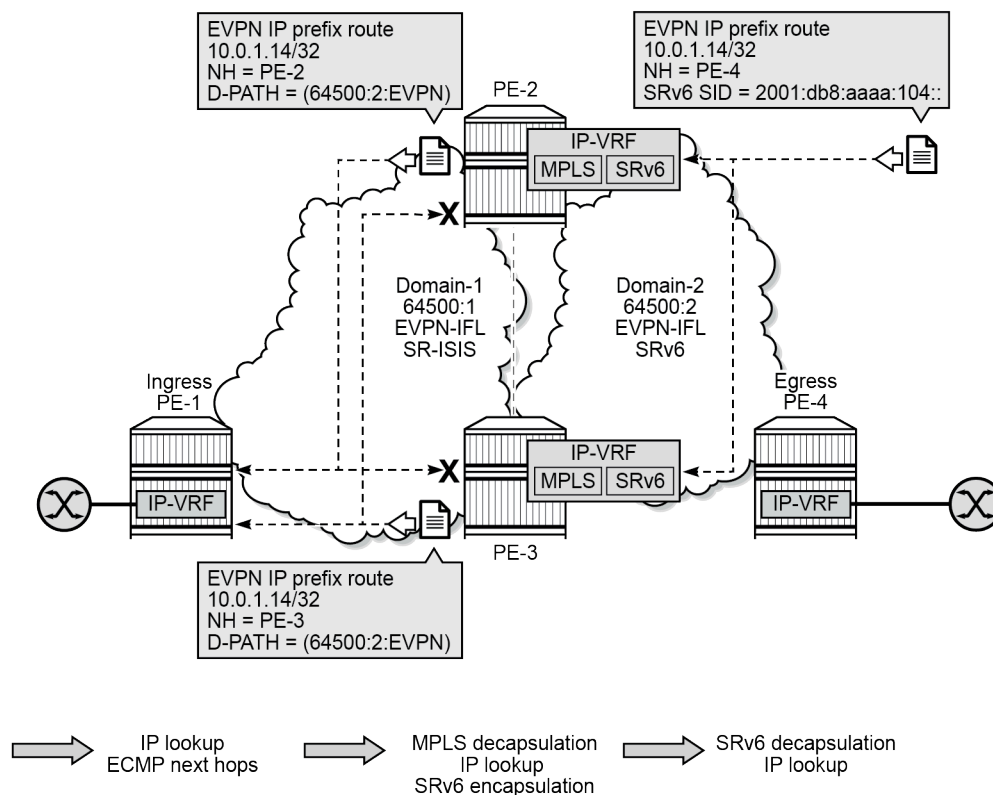 EVPN IP prefix route
10.0.1.14/32
NH = PE-2
D-PATH = (64500:2:EVPN)
EVPN IP prefix route
10.0.1.14/32
NH = PE-4
SRv6 SID = 2001:db8:aaaa:104::
PE-2
IP-VRF
MPLS
SRv6
X
Domain-1
64500:1
EVPN-IFL
SR-ISIS
Domain-2
64500:2
EVPN-IFL
SRv6
Ingress
PE-1
IP-VRF
X
IP-VRF
MPLS
SRv6
PE-3
Egress
PE-4
IP-VRF
EVPN IP prefix route
10.0.1.14/32
NH = PE-3
D-PATH = (64500:2:EVPN)
IP lookup
ECMP next hops
MPLS decapsulation
IP lookup
SRv6 encapsulation
SRv6 decapsulation
IP lookup